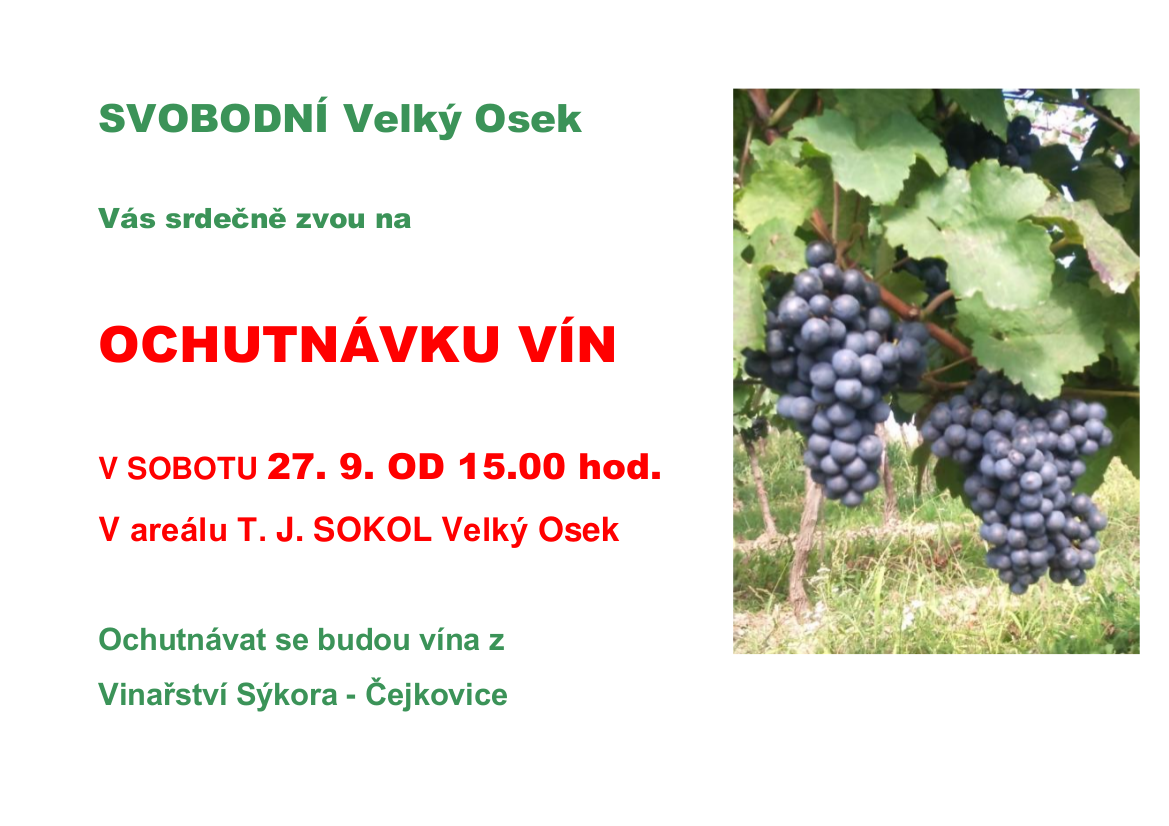 SVOBODNÍ Velký Osek
Vás srdečně zvou na
OCHUTNÁVKU VÍN
V SOBOTU 27. 9. OD 15.00 hod.
V areálu T. J. SOKOL Velký Osek
Ochutnávat se budou vína z
Vinařství Sýkora - Čejkovice